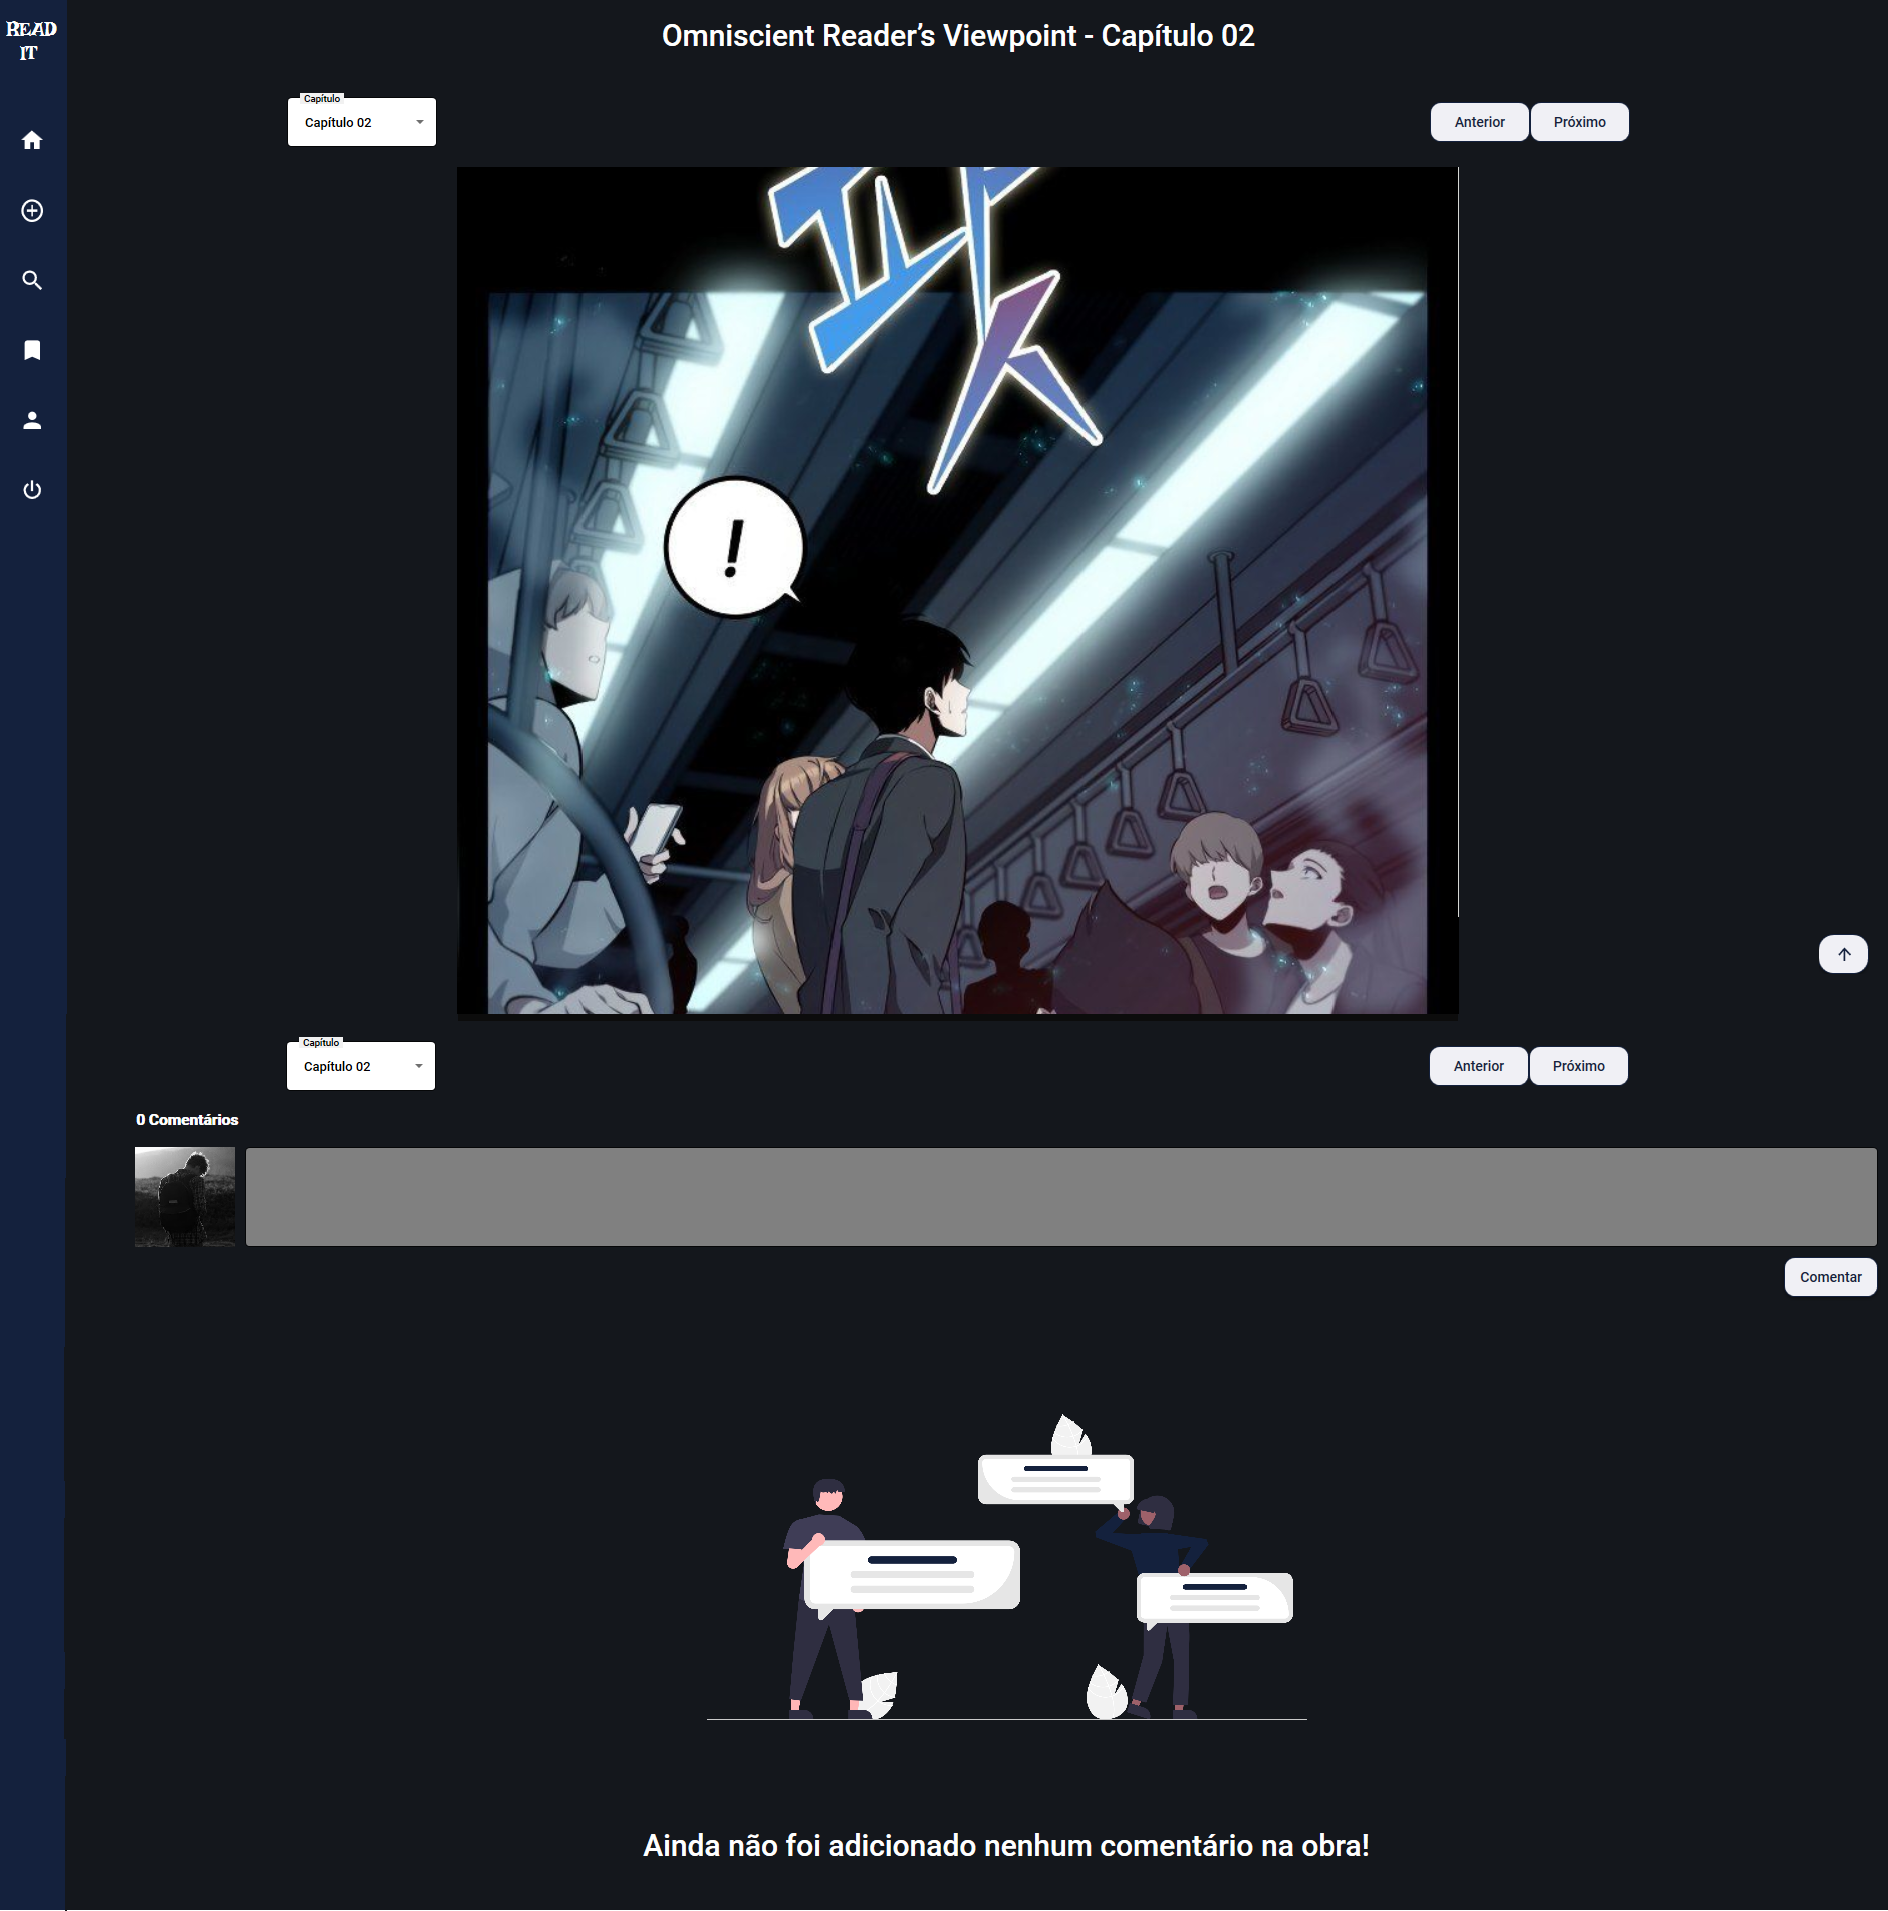 READ
IT
Omniscient Reader’s Viewpoint - Capítulo 02
Capítulo
Capítulo 02
Anterior
Próximo
팟
!
Capítulo
Capítulo 02
Anterior
Próximo
0 Comentários
Comentar
Ainda não foi adicionado nenhum comentário na obra!